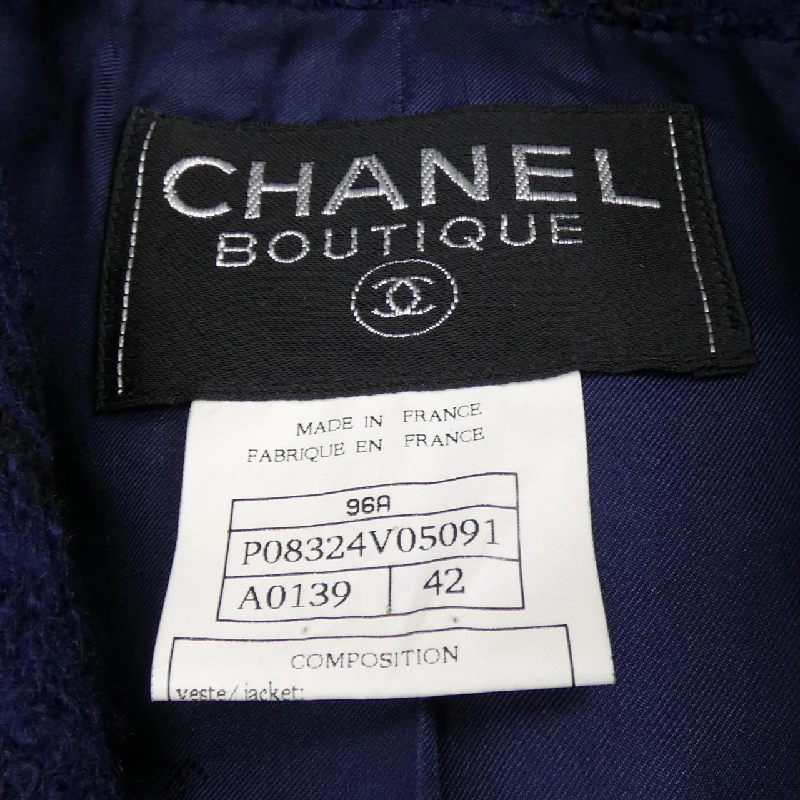 CHANEL
BOUTIQUE
MADE IN FRANCE
FABRIQUE EN FRANCE
96A
P08324V05091
A0139 42
COMPOSITION
veste/jacket: